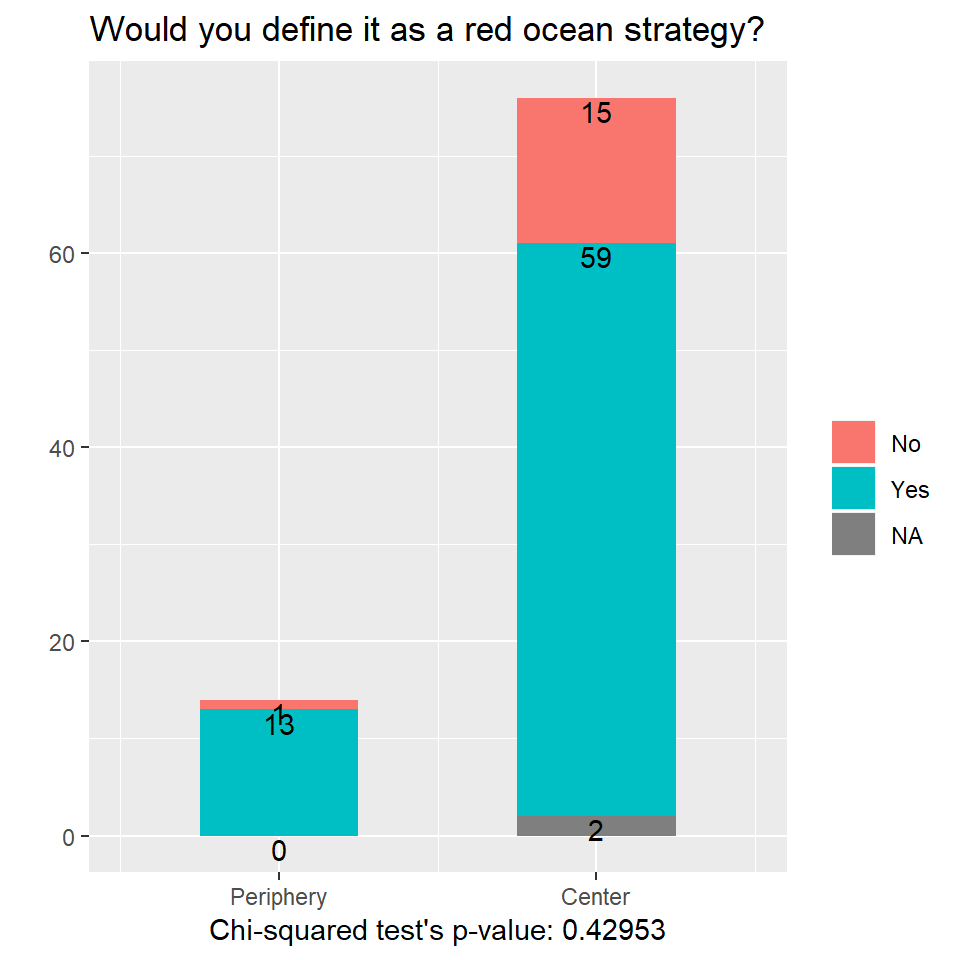 Would you define it as a red ocean strategy?
15
59
60
40
No
Yes
NA
20
1
13
2
0
0
Periphery Center
Chi-squared test's p-value: 0.42953